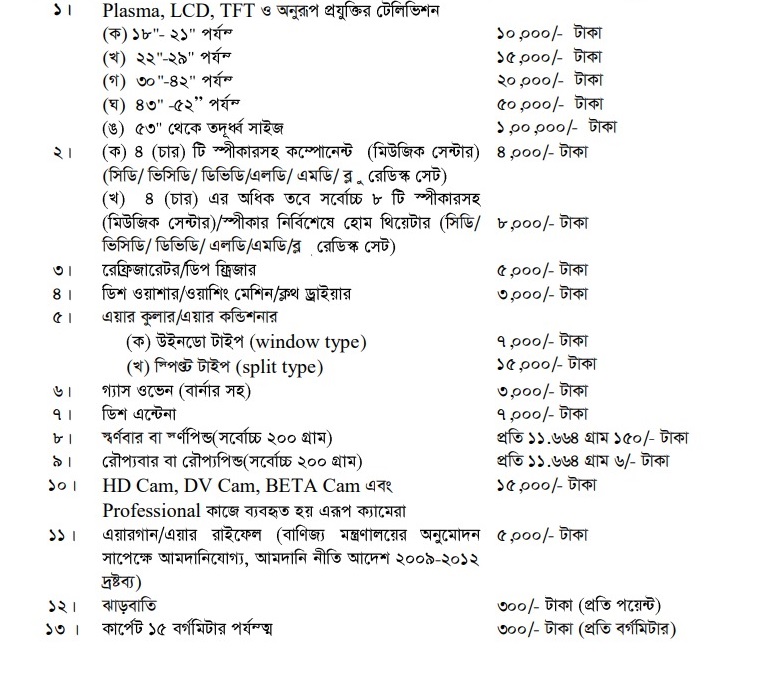 ১। Plasma, LCD, TFT ও অনুরূপ প্রযুক্তির টেলিভিশন
(ক) ১৮"- ২১" পর্যন্ত ১০,০০০/- টাকা
(খ) ২২"-২৯" পর্যন্ত ১৫,০০০/- টাকা
(গ) ৩০"-৪২" পর্যন্ত ২০,০০০/- টাকা
(ঘ) ৪৩" -৫২” পর্যন্ত ৫০,০০০/- টাকা
(ঙ) ৫৩" থেকে তদূর্ধ্ব সাইজ ১,০০,০০০/- টাকা
২। (ক) ৪ (চার) টি স্পীকারসহ কম্পোনেন্ট (মিউজিক সেন্টার) ৪,০০০/- টাকা
(সিডি/ ভিসিডি/ ডিভিডি/এলডি/ এমডি/ ব্লু রেডিস্ক সেট)
(খ) ৪ (চার) এর অধিক তবে সর্বোচ্চ ৮ টি স্পীকারসহ
(মিউজিক সেন্টার)/স্পীকার নির্বিশেষে হোম থিয়েটার (সিডি/ ৮,০০০/- টাকা
ভিসিডি/ ডিভিডি/ এলডি/এমডি/ব্ল রেডিস্ক সেট)
৩। রেফ্রিজারেটর/ডিপ ফ্রিজার ৫,০০০/- টাকা
৪। ডিশ ওয়াশার/ওয়াশিং মেশিন/ক্লথ ড্রাইয়ার ৩,০০০/- টাকা
৫। এয়ার কুলার/এয়ার কন্ডিশনার
(ক) উইনডো টাইপ (window type) ৭,০০০/- টাকা
(খ) স্পিপ্লট টাইপ (split type) ১৫,০০০/- টাকা
৬। গ্যাস ওভেন (বার্নার সহ) ৩,০০০/- টাকা
৭। ডিশ এন্টেনা ৭,০০০/- টাকা
৮। স্বর্ণবার বা স্বর্ণপিন্ড(সর্বোচ্চ ২০০ গ্রাম) প্রতি ১১.৬৬৪ গ্রাম ১৫০/- টাকা
৯। রৌপ্যবার বা রৌপ্যপিন্ড(সর্বোচ্চ ২০০ গ্রাম) প্রতি ১১.৬৬৪ গ্রাম ৬/- টাকা
১০। HD Cam, DV Cam, BETA Cam এবং ১৫,০০০/- টাকা
Professional কাজে ব্যবহৃত হয় এরূপ ক্যামেরা
১১। এয়ারগান/এয়ার রাইফেল (বাণিজ্য মন্ত্রণালয়ের অনুমোদন ৫,০০০/- টাকা
সাপেক্ষে আমদানিযোগ্য, আমদানি নীতি আদেশ ২০০৯-২০১২
দ্রষ্টব্য)
১২। ঝাড়বাতি ৩০০/- টাকা (প্রতি পয়েন্ট)
১৩ । কার্পেট ১৫ বর্গমিটার পর্যন্ত ৩০০/- টাকা (প্রতি বর্গমিটার)